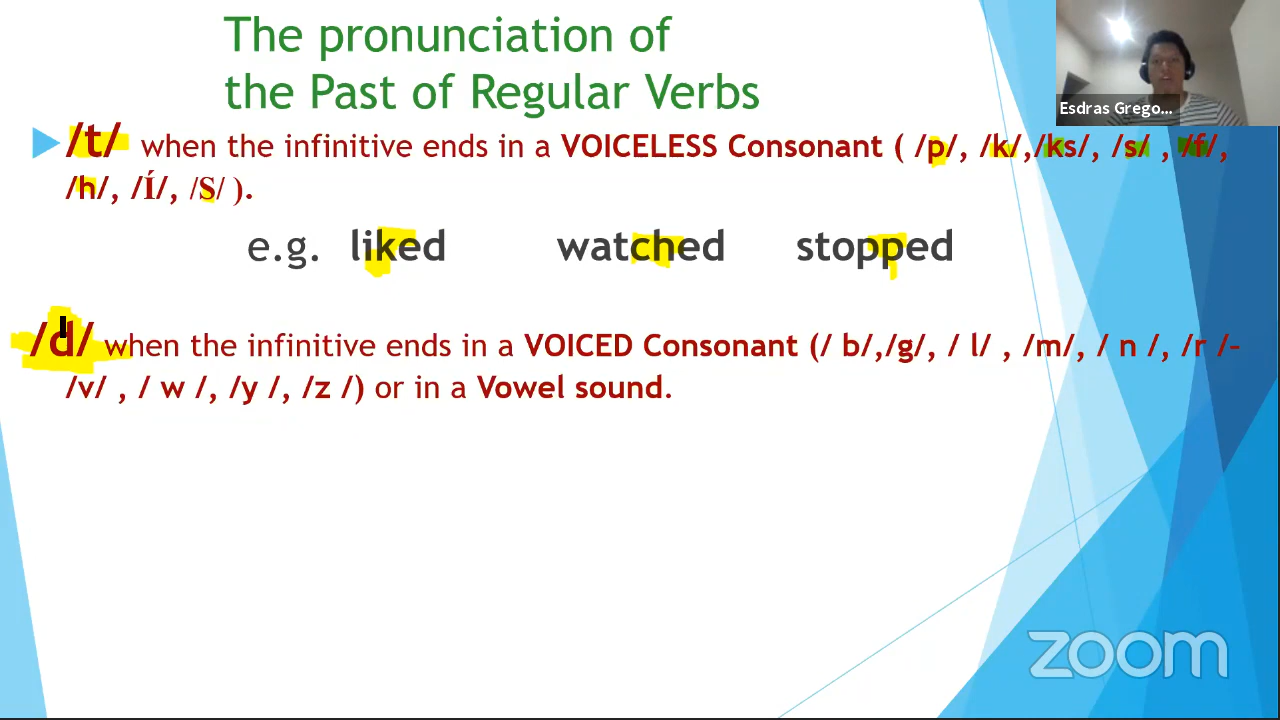 The pronunciation of
the Past of Regular Verbs
Esdras Grego...
/t/ when the infinitive ends in a VOICELESS Consonant ( /p/, /k/,/ks/, /s/ , /f/,
/h/, /Í/, /S/ ).
e.g. liked watched stopped
/d/ when the infinitive ends in a VOICED Consonant (/ b/,/g/, / l/ , /m/, / n /, /r /–
/v/ , / w /, /y /, /z /) or in a Vowel sound.
zoom